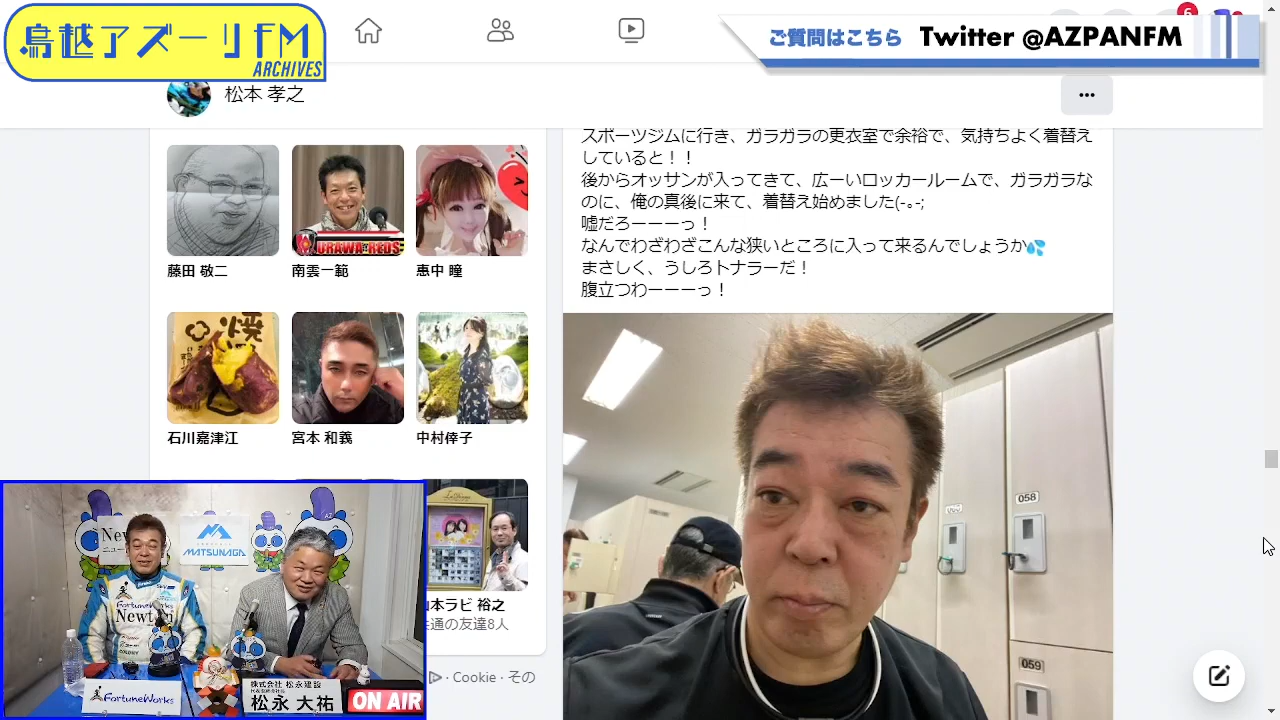 鳥越アズーリFM
ARCHIVES
ご質問はこちら Twitter @AZPANFM
6
松本 孝之
スポーツジムに行き、ガラガラの更衣室で余裕で、気持ちよく着替え
していると！！
後からオッサンが入ってきて、広ーいロッカールームで、ガラガラな
のに、俺の真後に来て、着替え始めました(-｡-;
嘘だろーーーっ！
なんでわざわざこんな狭いところに入って来るんでしょうか💦
まさしく、うしろトナラーだ！
腹立つわーーーっ！
URAWA REDS
藤田 敬二
南雲一範
惠中 瞳
焼
石川嘉津江
宮本 和義
中村倖子
本ラビ 裕之
通の友達8人
· Cookie · その
058
059
MATSUNAGA
FortuneWorks
Newton
FortuneWorks
株式会社 松永建設
松永 大祐
ON AIR